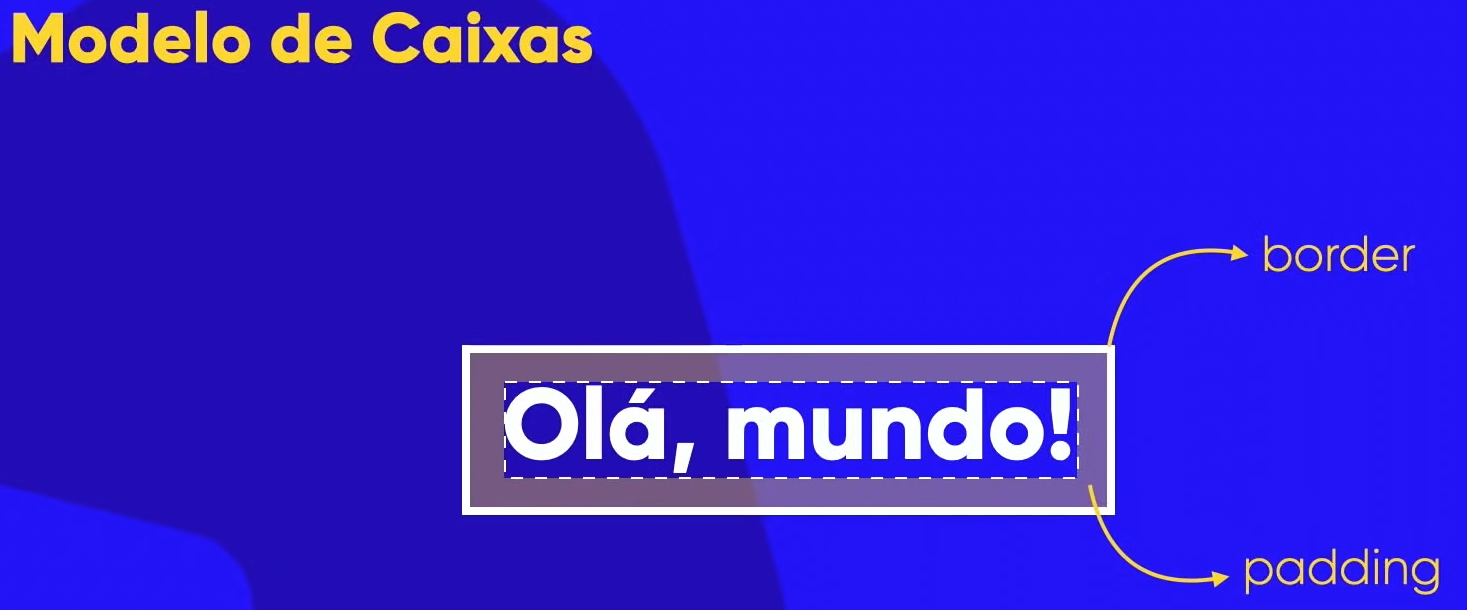 Modelo de Caixas
border
Olá, mundo!
padding